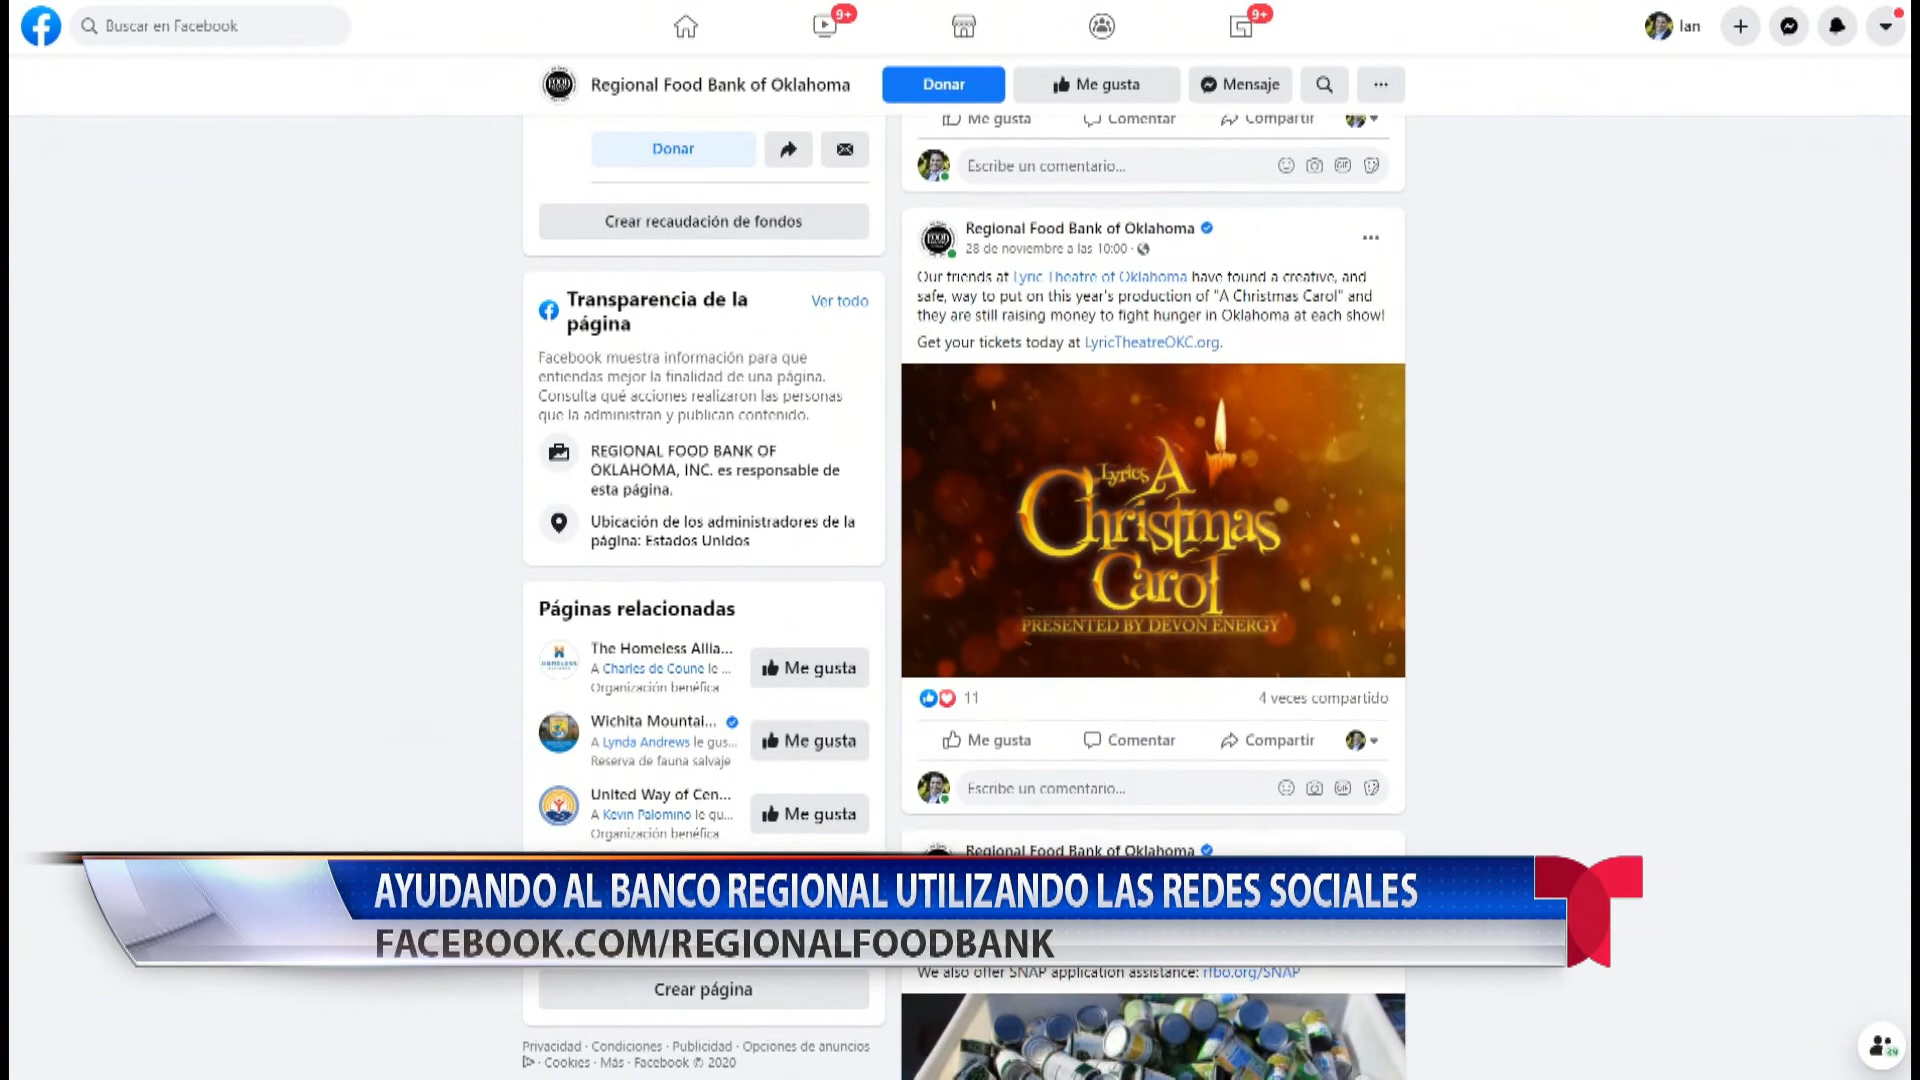 Buscar en Facebook
9+
9+
Ian
Regional Food Bank of Oklahoma
Donar
Me gusta
Mensaje
Donar
Crear recaudación de fondos
Transparencia de la
página
Ver todo
Facebook muestra información para que
entiendas mejor la finalidad de una página.
Consulta qué acciones realizaron las personas
que la administran y publican contenido.
REGIONAL FOOD BANK OF
OKLAHOMA, INC. es responsable de
esta página.
Ubicación de los administradores de la
página: Estados Unidos
Páginas relacionadas
The Homeless Allia...
A Charles de Coune le ...
Organización benéfica
Me gusta
Wichita Mountai...
A Lynda Andrews le gus...
Reserva de fauna salvaje
Me gusta
United Way of Cen...
A Kevin Palomino le gu...
Organización benéfica
Me gusta
Crear página
Privacidad · Condiciones · Publicidad · Opciones de anuncios
· Cookies · Más · Facebook © 2020
Me gusta Comentar Compartir
Escribe un comentario...
GIF
Regional Food Bank of Oklahoma
28 de noviembre a las 10:00 ·
Our friends at Lyric Theatre of Oklahoma have found a creative, and
safe, way to put on this year's production of "A Christmas Carol" and
they are still raising money to fight hunger in Oklahoma at each show!
Get your tickets today at LyricTheatreOKC.org.
Lyric's A
Christmas
Carol
PRESENTED BY DEVON ENERGY
11
4 veces compartido
Me gusta Comentar Compartir
Escribe un comentario...
GIF
Regional Food Bank of Oklahoma
AYUDANDO AL BANCO REGIONAL UTILIZANDO LAS REDES SOCIALES
FACEBOOK.COM/REGIONALFOODBANK
We also offer SNAP application assistance: rfbo.org/SNAP
29